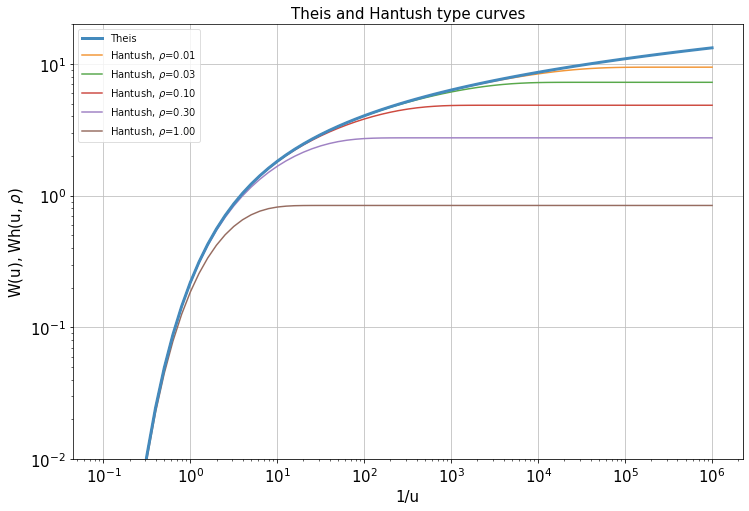 Theis and Hantush type curves
Theis
Hantush, ρ=0.01
Hantush, ρ=0.03
Hantush, ρ=0.10
Hantush, ρ=0.30
Hantush, ρ=1.00
W(u), Wh(u, ρ)
10¹
10⁰
10⁻¹
10⁻²
10⁻¹ 10⁰ 10¹ 10² 10³ 10⁴ 10⁵ 10⁶
1/u